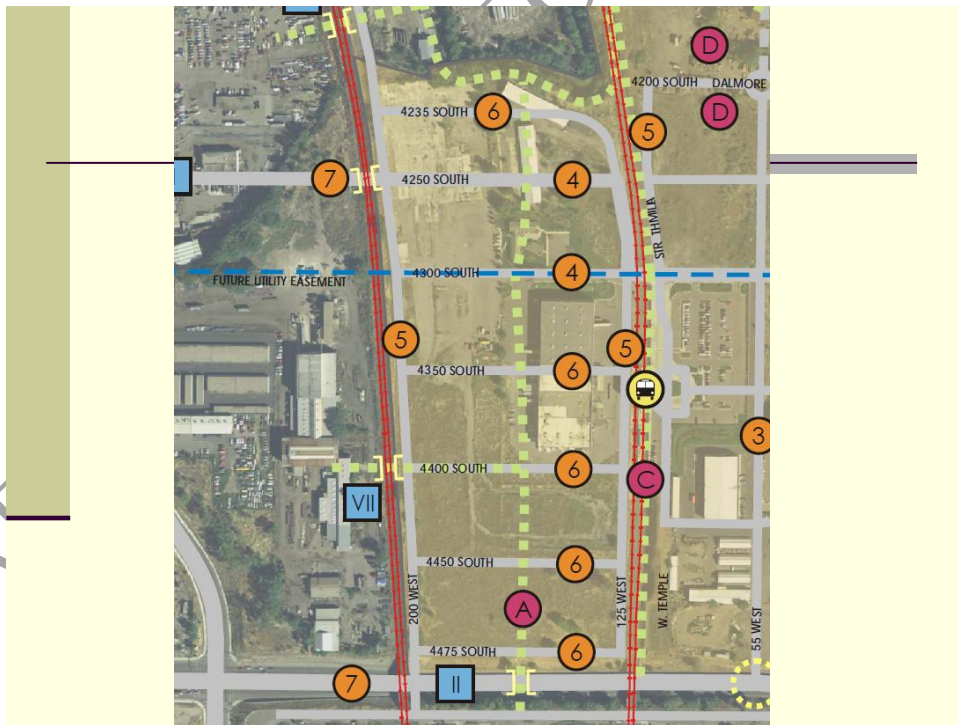 D
4200 SOUTH DALMORE
4235 SOUTH 6
D
5
7 4250 SOUTH 4
STR. THMILA
4300 SOUTH 4
FUTURE UTILITY EASEMENT
5
5
4350 SOUTH 6
3
4400 SOUTH 6
C
VII
4450 SOUTH 6
200 WEST
125 WEST
W. TEMPLE
55 WEST
A
4475 SOUTH 6
7
II